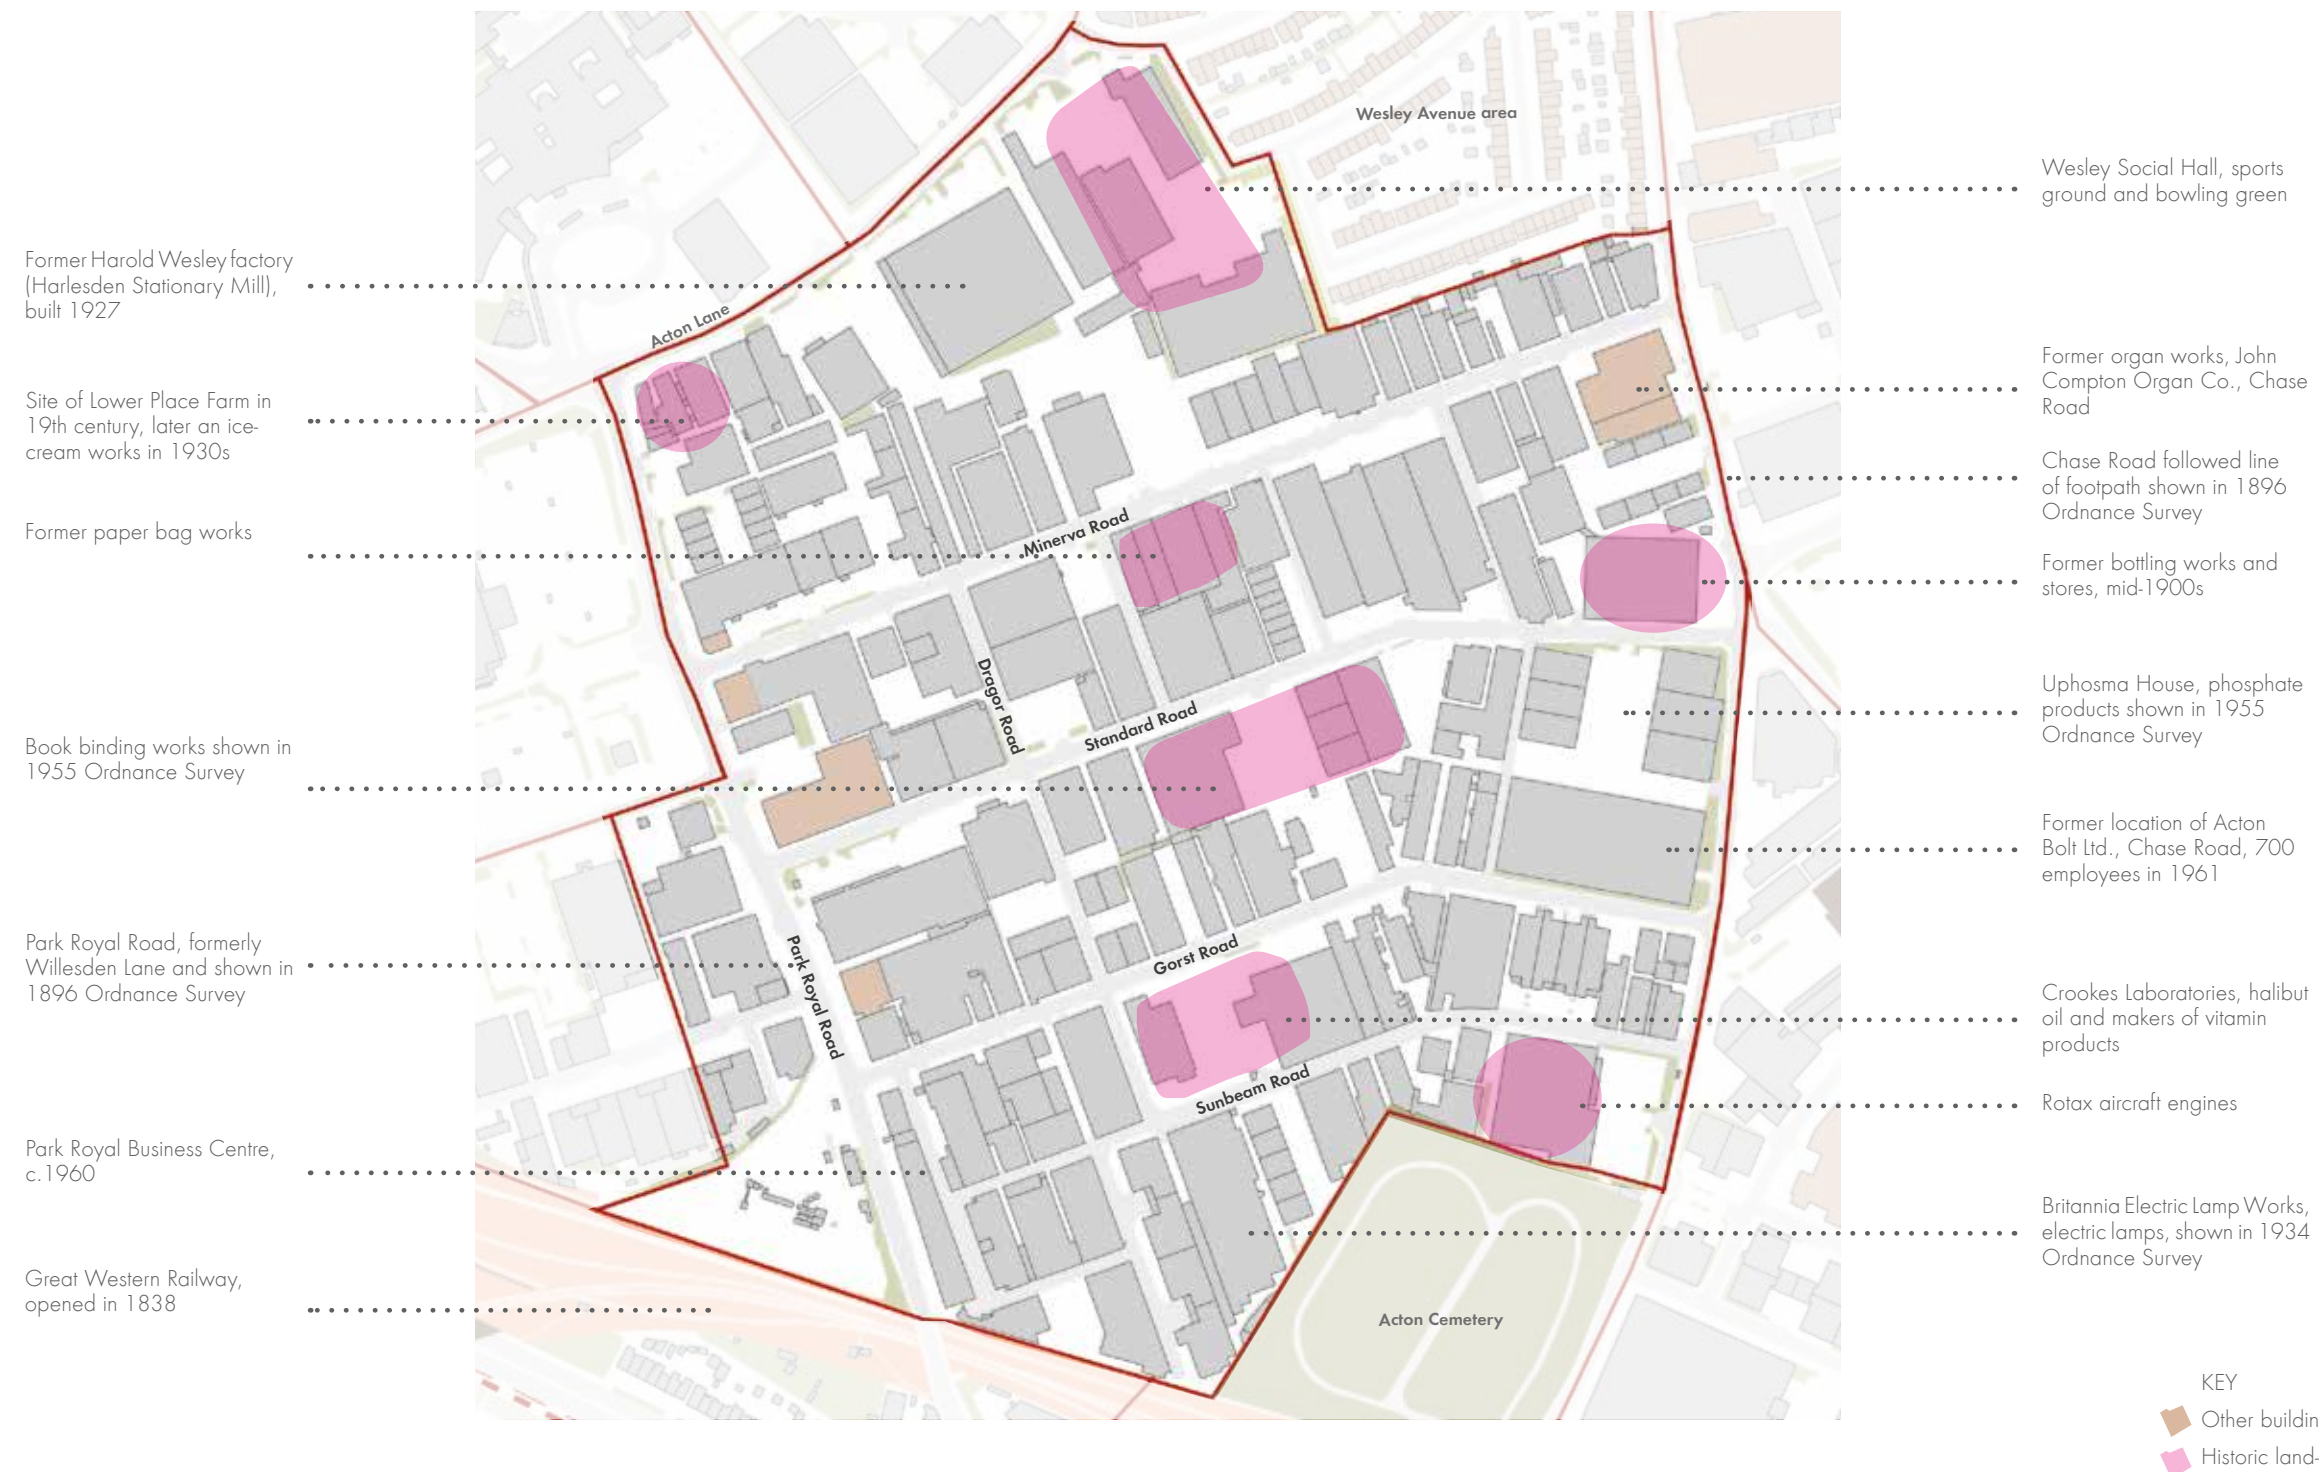 Former Harold Wesley factory
(Harlesden Stationary Mill),
built 1927
Site of Lower Place Farm in
19th century, later an ice-
cream works in 1930s
Former paper bag works
Book binding works shown in
1955 Ordnance Survey
Park Royal Road, formerly
Willesden Lane and shown in
1896 Ordnance Survey
Park Royal Business Centre,
c.1960
Great Western Railway,
opened in 1838
Wesley Avenue area
Acton Lane
Minerva Road
Dragor Road
Standard Road
Park Royal Road
Gorst Road
Sunbeam Road
Acton Cemetery
Wesley Social Hall, sports
ground and bowling green
Former organ works, John
Compton Organ Co., Chase
Road
Chase Road followed line
of footpath shown in 1896
Ordnance Survey
Former bottling works and
stores, mid-1900s
Uphosma House, phosphate
products shown in 1955
Ordnance Survey
Former location of Acton
Bolt Ltd., Chase Road, 700
employees in 1961
Crookes Laboratories, halibut
oil and makers of vitamin
products
Rotax aircraft engines
Britannia Electric Lamp Works,
electric lamps, shown in 1934
Ordnance Survey
KEY
Other buildin
Historic land-